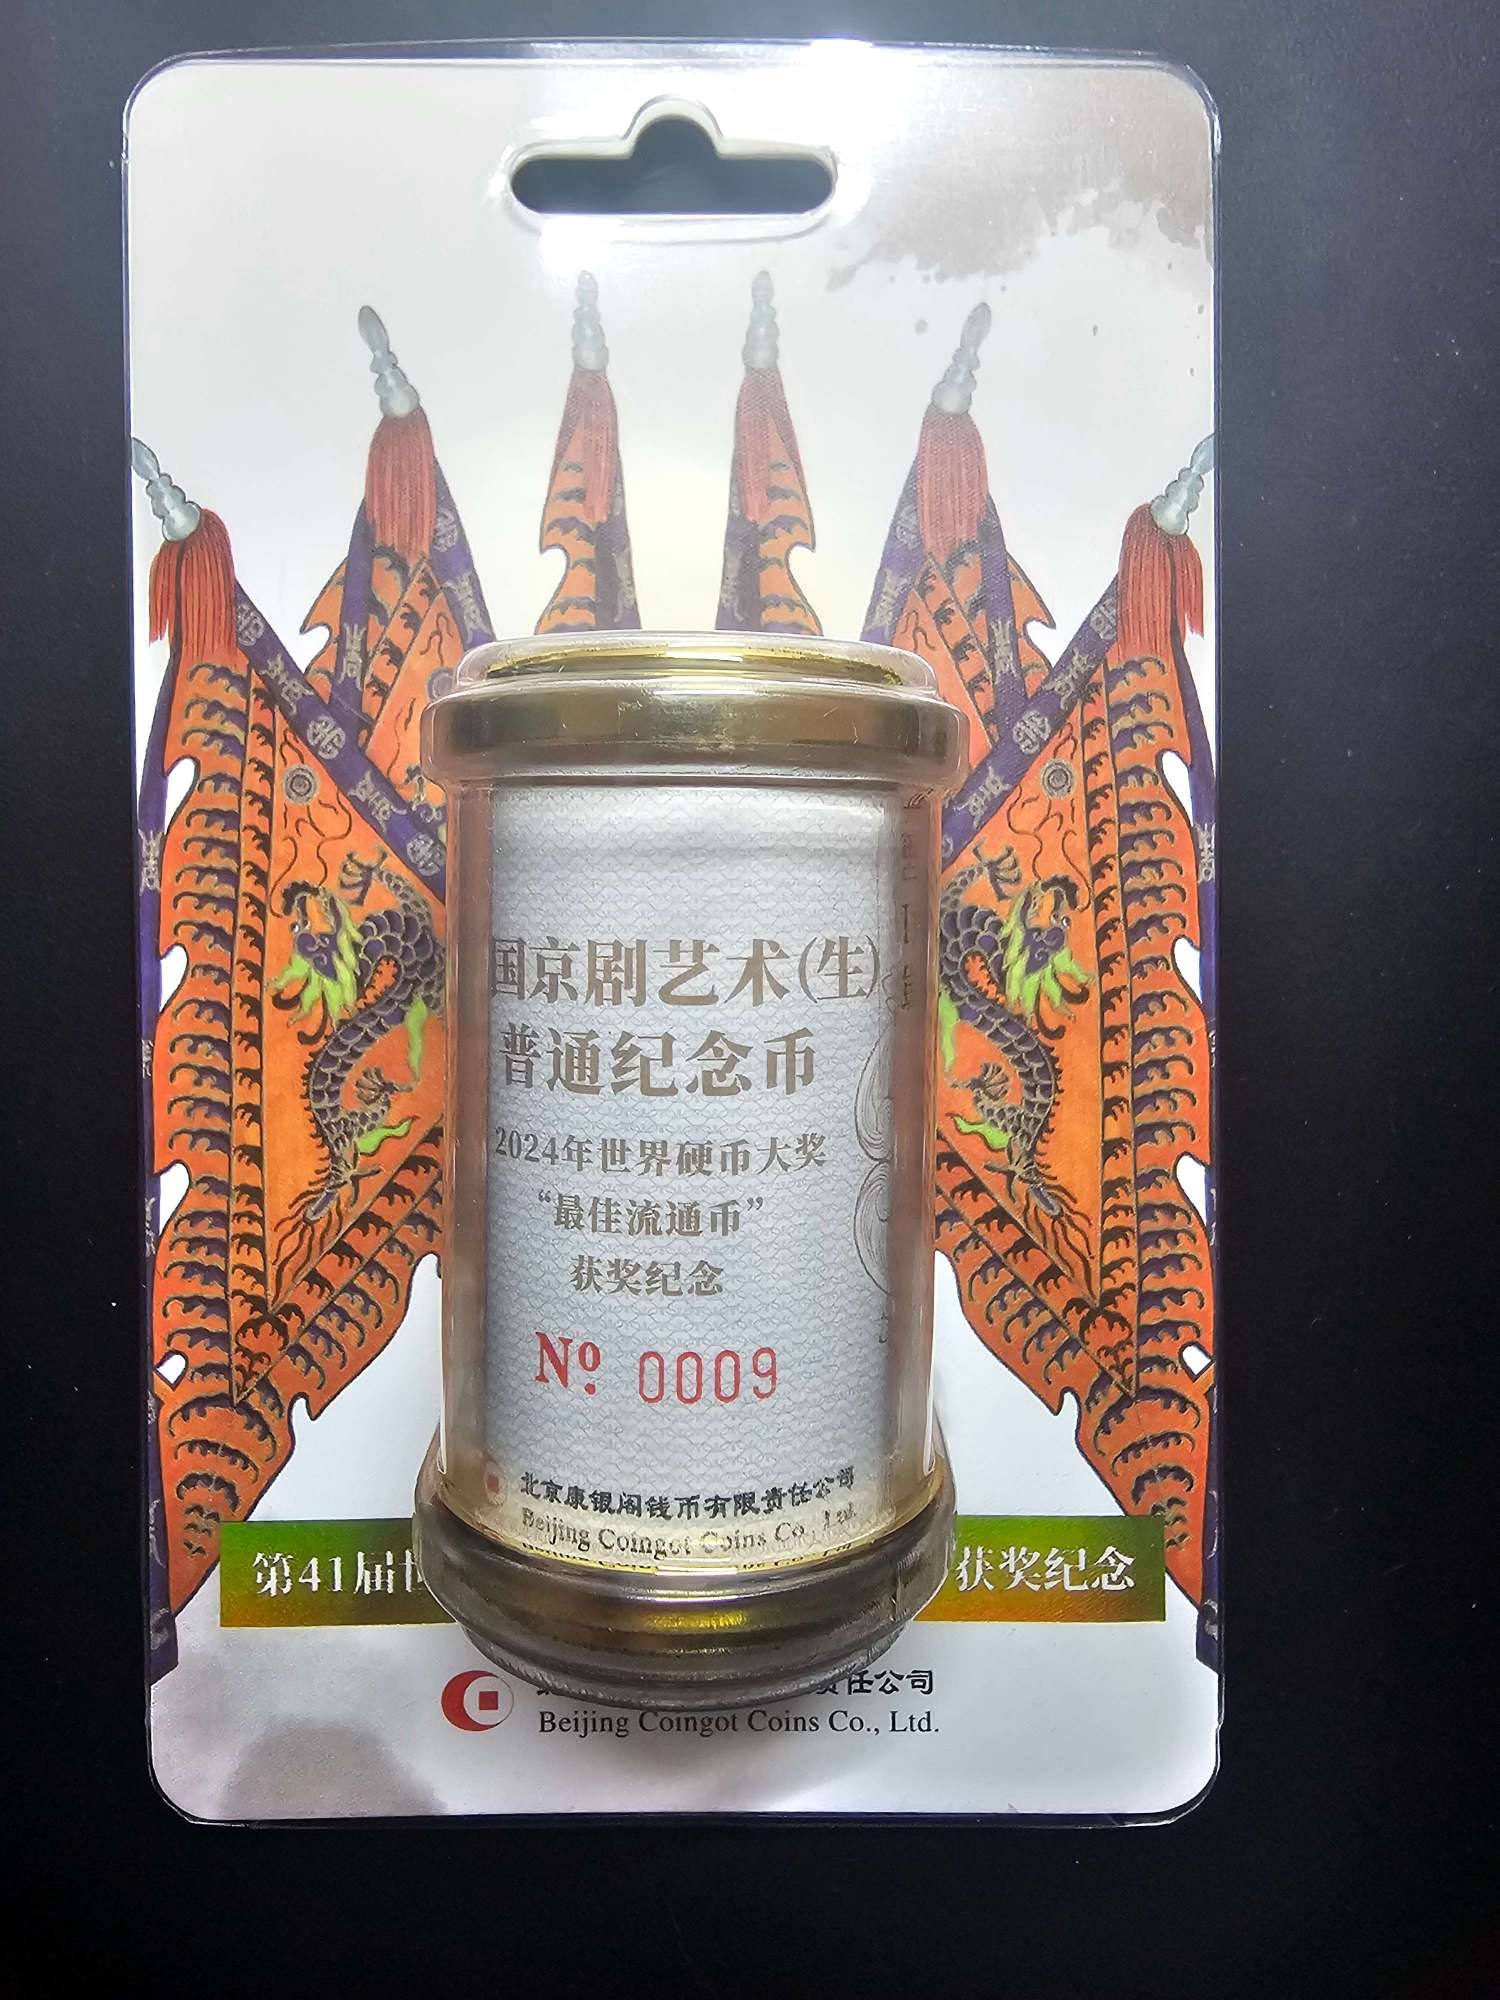 国京剧艺术(生)
普通纪念币
2024年世界硬币大奖
“最佳流通币”
获奖纪念
Nº. 0009
北京康银阁钱币有限责任公司
Beijing Coingot Coins Co., Ltd.
第41届世 获奖纪念
责任公司
Beijing Coingot Coins Co., Ltd.